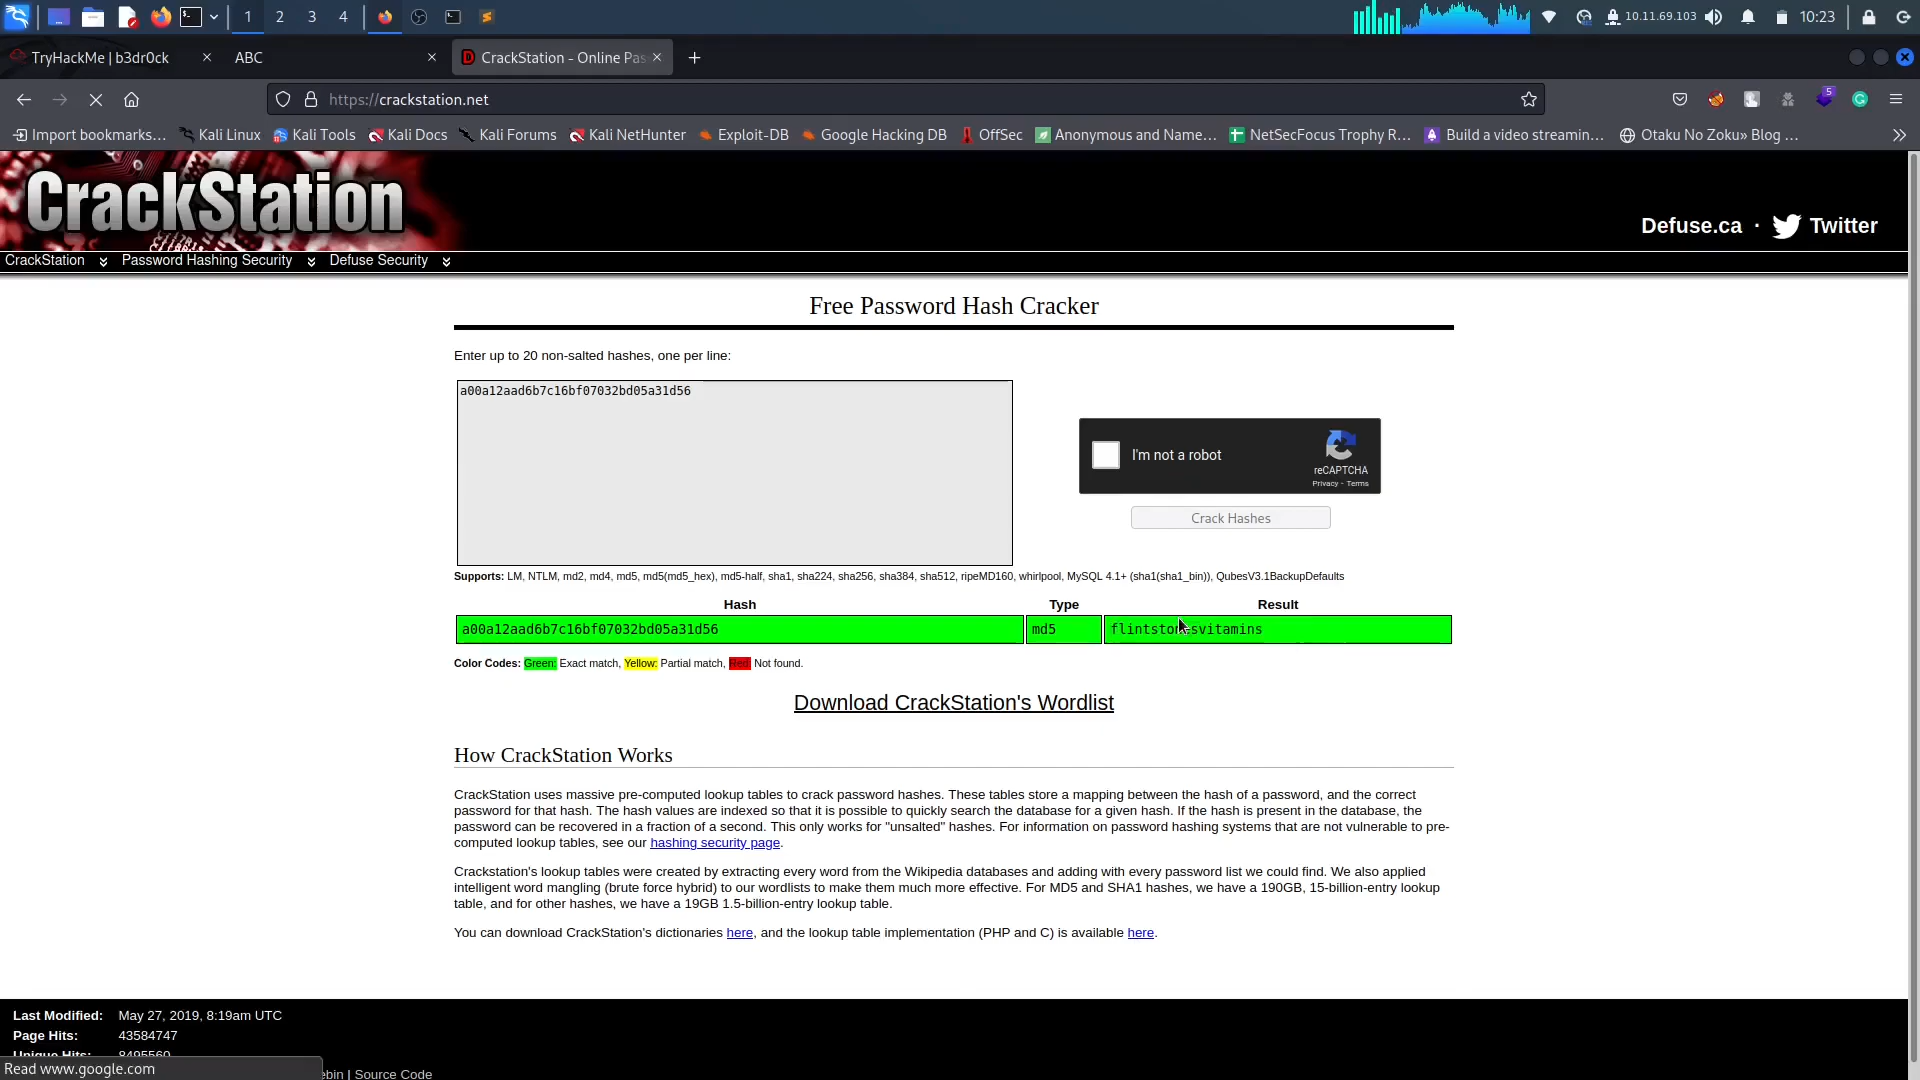 1 2 3 4 10.11.69.103 10:23
TryHackMe | b3dr0ck ABC CrackStation - Online Pas
https://crackstation.net 5
Import bookmarks... Kali Linux Kali Tools Kali Docs Kali Forums Kali NetHunter Exploit-DB Google Hacking DB OffSec Anonymous and Name... NetSecFocus Trophy R... Build a video streamin... Otaku No Zoku» Blog ...
CrackStation
Defuse.ca · Twitter
CrackStation Password Hashing Security Defuse Security
Free Password Hash Cracker
Enter up to 20 non-salted hashes, one per line:
a00a12aad6b7c16bf07032bd05a31d56
I'm not a robot
reCAPTCHA
Privacy - Terms
Crack Hashes
Supports: LM, NTLM, md2, md4, md5, md5(md5_hex), md5-half, sha1, sha224, sha256, sha384, sha512, ripeMD160, whirlpool, MySQL 4.1+ (sha1(sha1_bin)), QubesV3.1BackupDefaults
Hash Type Result
a00a12aad6b7c16bf07032bd05a31d56 md5 flintstonesvitamins
Color Codes: Green: Exact match, Yellow: Partial match, Red: Not found.
Download CrackStation's Wordlist
How CrackStation Works
CrackStation uses massive pre-computed lookup tables to crack password hashes. These tables store a mapping between the hash of a password, and the correct
password for that hash. The hash values are indexed so that it is possible to quickly search the database for a given hash. If the hash is present in the database, the
password can be recovered in a fraction of a second. This only works for "unsalted" hashes. For information on password hashing systems that are not vulnerable to pre-
computed lookup tables, see our hashing security page.
Crackstation's lookup tables were created by extracting every word from the Wikipedia databases and adding with every password list we could find. We also applied
intelligent word mangling (brute force hybrid) to our wordlists to make them much more effective. For MD5 and SHA1 hashes, we have a 190GB, 15-billion-entry lookup
table, and for other hashes, we have a 19GB 1.5-billion-entry lookup table.
You can download CrackStation's dictionaries here, and the lookup table implementation (PHP and C) is available here.
Last Modified: May 27, 2019, 8:19am UTC
Page Hits: 43584747
Unique Hits: 8495560
Read www.google.com
ebin | Source Code